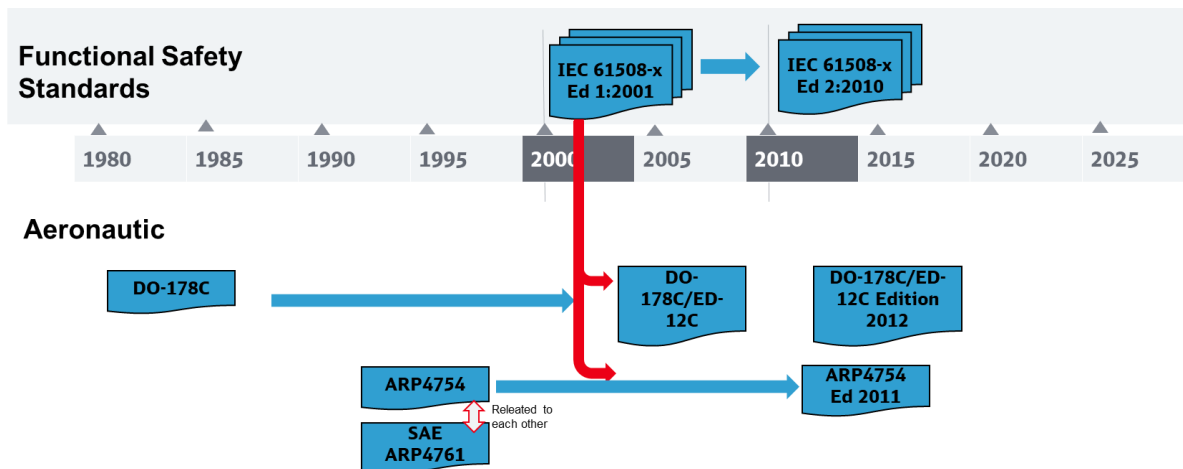 Functional Safety
Standards
IEC 61508-x
Ed 1:2001
IEC 61508-x
Ed 2:2010
1980
1985
1990
1995
2000
2005
2010
2015
2020
2025
Aeronautic
DO-178C
DO-
178C/ED-
12C
DO-178C/ED-
12C Edition
2012
ARP4754
ARP4754
Ed 2011
Releated to
each other
SAE
ARP4761